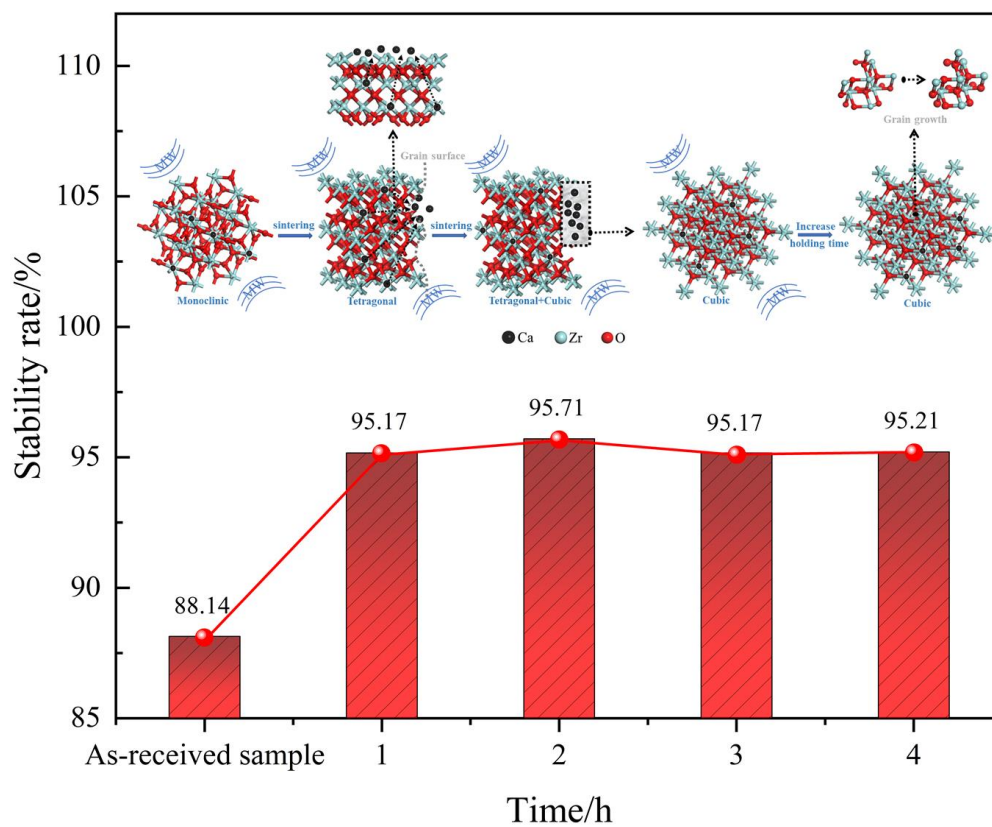 Stability rate/%
110
105
100
95
90
85
MW
MW
MW
MW
MW
MW
Grain surface
Grain growth
sintering
sintering
Increase
holding time
Monoclinic
Tetragonal
Tetragonal+Cubic
Cubic
Cubic
Ca
Zr
O
88.14
95.17
95.71
95.17
95.21
As-received sample
1
2
3
4
Time/h